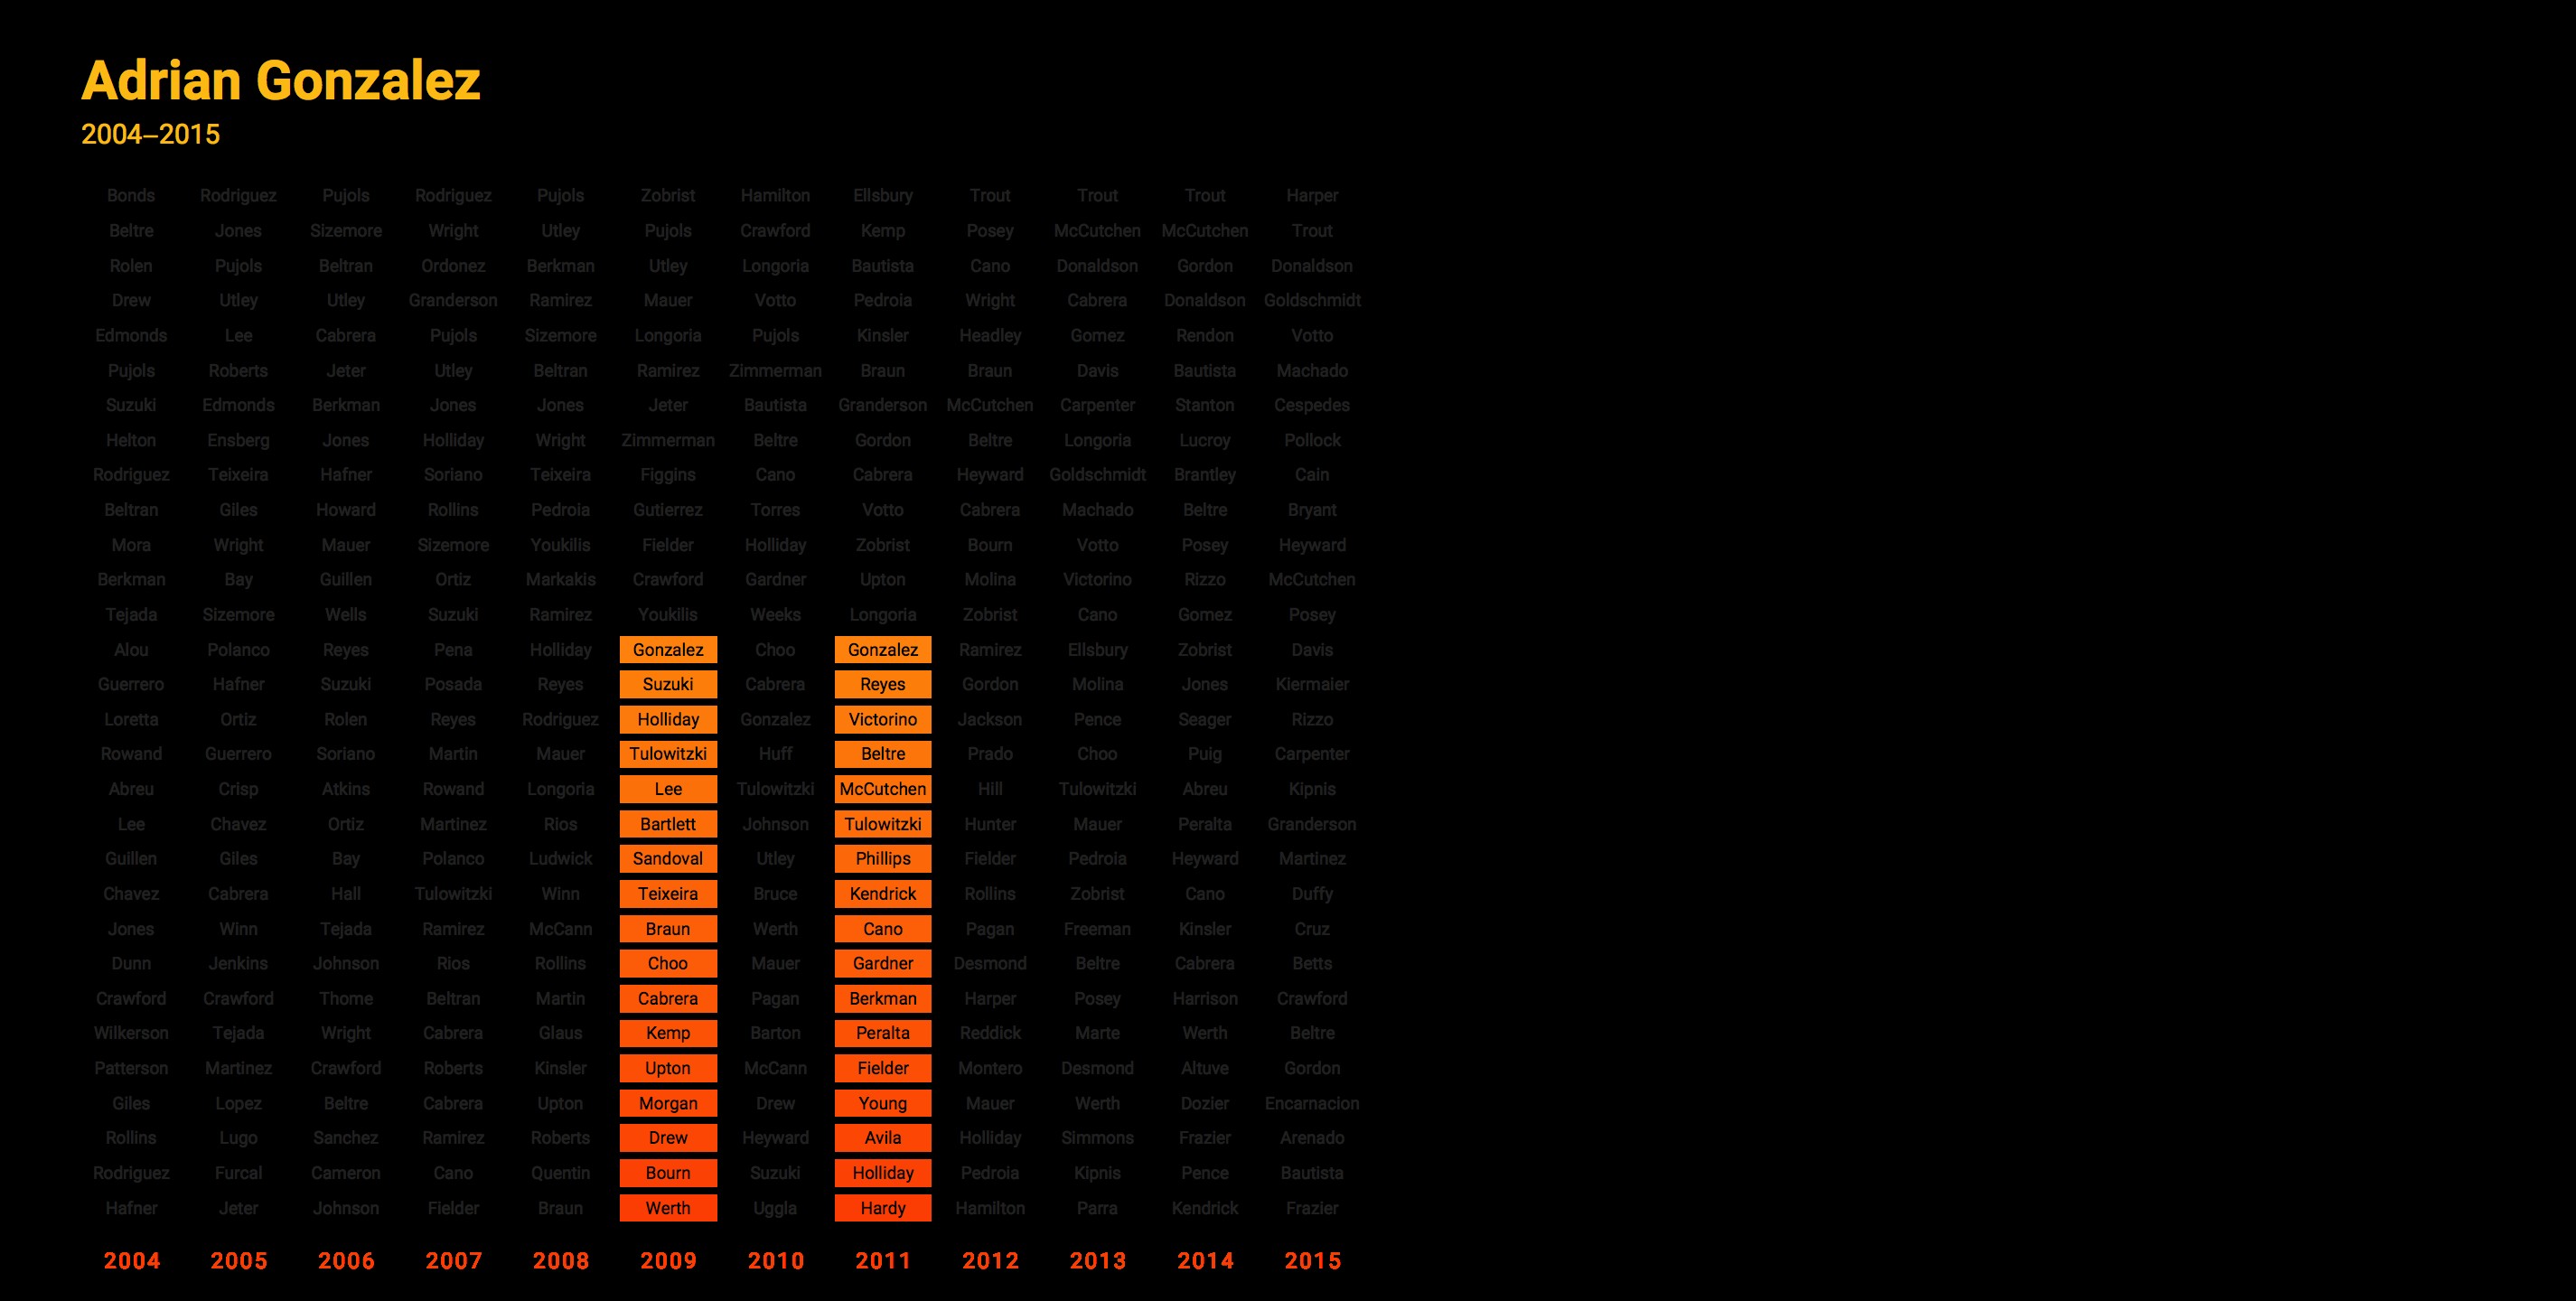 Adrian Gonzalez
2004–2015
Bonds Rodriguez Pujols Rodriguez Pujols Zobrist Hamilton Ellsbury Trout Trout Trout Harper
Beltre Jones Sizemore Wright Utley Pujols Crawford Kemp Posey McCutchen McCutchen Trout
Rolen Pujols Beltran Ordonez Berkman Utley Longoria Bautista Cano Donaldson Gordon Donaldson
Drew Utley Utley Granderson Ramirez Mauer Votto Pedroia Wright Cabrera Donaldson Goldschmidt
Edmonds Lee Cabrera Pujols Sizemore Longoria Pujols Kinsler Headley Gomez Rendon Votto
Pujols Roberts Jeter Utley Beltran Ramirez Zimmerman Braun Braun Davis Bautista Machado
Suzuki Edmonds Berkman Jones Jones Jeter Bautista Granderson McCutchen Carpenter Stanton Cespedes
Helton Ensberg Jones Holliday Wright Zimmerman Beltre Gordon Beltre Longoria Lucroy Pollock
Rodriguez Teixeira Hafner Soriano Teixeira Figgins Cano Cabrera Heyward Goldschmidt Brantley Cain
Beltran Giles Howard Rollins Pedroia Gutierrez Torres Votto Cabrera Machado Beltre Bryant
Mora Wright Mauer Sizemore Youkilis Fielder Holliday Zobrist Bourn Votto Posey Heyward
Berkman Bay Guillen Ortiz Markakis Crawford Gardner Upton Molina Victorino Rizzo McCutchen
Tejada Sizemore Wells Suzuki Ramirez Youkilis Weeks Longoria Zobrist Cano Gomez Posey
Alou Polanco Reyes Pena Holliday Gonzalez Choo Gonzalez Ramirez Ellsbury Zobrist Davis
Guerrero Hafner Suzuki Posada Reyes Suzuki Cabrera Reyes Gordon Molina Jones Kiermaier
Loretta Ortiz Rolen Reyes Rodriguez Holliday Gonzalez Victorino Jackson Pence Seager Rizzo
Rowand Guerrero Soriano Martin Mauer Tulowitzki Huff Beltre Prado Choo Puig Carpenter
Abreu Crisp Atkins Rowand Longoria Lee Tulowitzki McCutchen Hill Tulowitzki Abreu Kipnis
Lee Chavez Ortiz Martinez Rios Bartlett Johnson Tulowitzki Hunter Mauer Peralta Granderson
Guillen Giles Bay Polanco Ludwick Sandoval Utley Phillips Fielder Pedroia Heyward Martinez
Chavez Cabrera Hall Tulowitzki Winn Teixeira Bruce Kendrick Rollins Zobrist Cano Duffy
Jones Winn Tejada Ramirez McCann Braun Werth Cano Pagan Freeman Kinsler Cruz
Dunn Jenkins Johnson Rios Rollins Choo Mauer Gardner Desmond Beltre Cabrera Betts
Crawford Crawford Thome Beltran Martin Cabrera Pagan Berkman Harper Posey Harrison Crawford
Wilkerson Tejada Wright Cabrera Glaus Kemp Barton Peralta Reddick Marte Werth Beltre
Patterson Martinez Crawford Roberts Kinsler Upton McCann Fielder Montero Desmond Altuve Gordon
Giles Lopez Beltre Cabrera Upton Morgan Drew Young Mauer Werth Dozier Encarnacion
Rollins Lugo Sanchez Ramirez Roberts Drew Heyward Avila Holliday Simmons Frazier Arenado
Rodriguez Furcal Cameron Cano Quentin Bourn Suzuki Holliday Pedroia Kipnis Pence Bautista
Hafner Jeter Johnson Fielder Braun Werth Uggla Hardy Hamilton Parra Kendrick Frazier
2004 2005 2006 2007 2008 2009 2010 2011 2012 2013 2014 2015